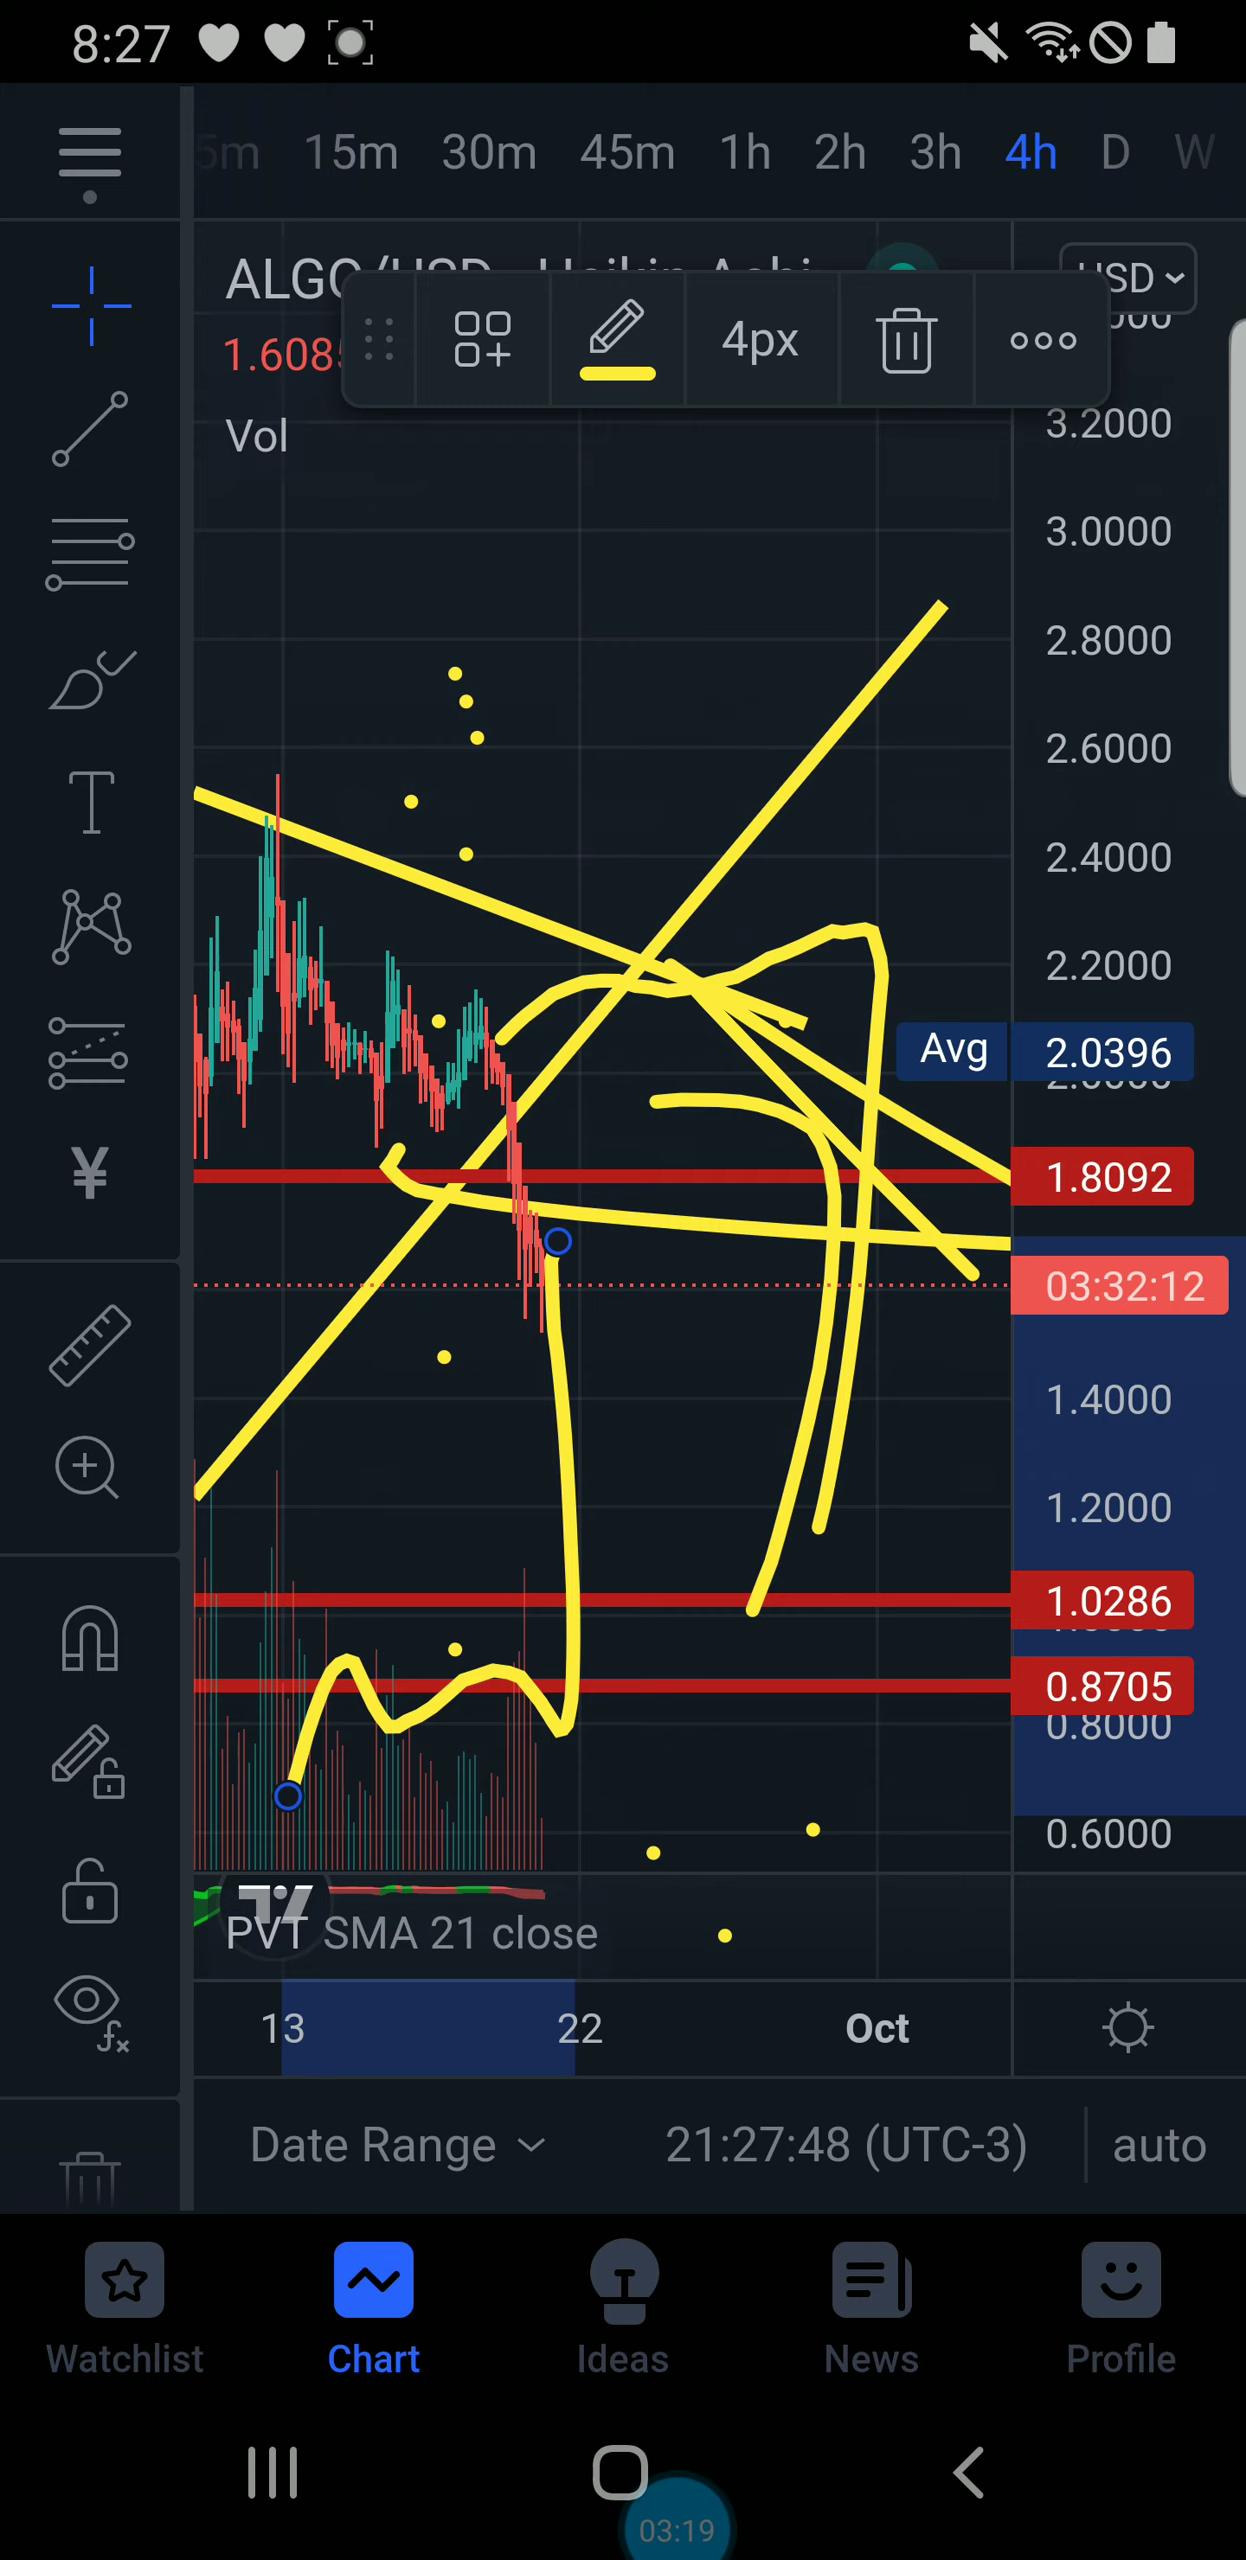 8:27
5m 15m 30m 45m 1h 2h 3h 4h D W
USD
1.608
4px
Vol
3.2000
3.0000
2.8000
2.6000
2.4000
2.2000
Avg 2.0396
1.8092
03:32:12
1.4000
1.2000
1.0286
0.8705
0.8000
0.6000
PVT SMA 21 close
13 22 Oct
Date Range 21:27:48 (UTC-3) auto
Watchlist Chart Ideas News Profile
03:19